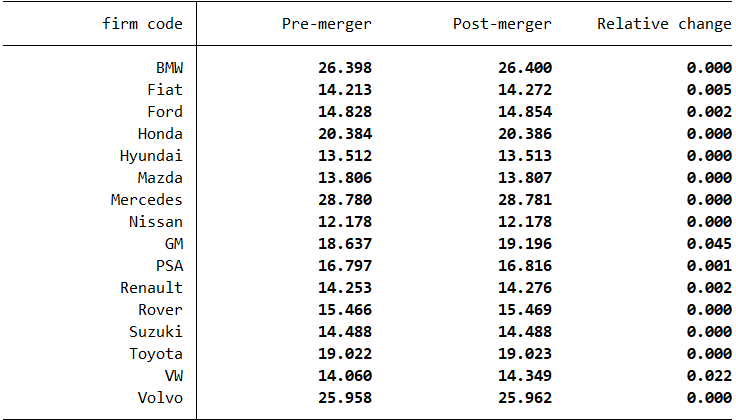 firm code Pre-merger Post-merger Relative change
BMW 26.398 26.400 0.000
Fiat 14.213 14.272 0.005
Ford 14.828 14.854 0.002
Honda 20.384 20.386 0.000
Hyundai 13.512 13.513 0.000
Mazda 13.806 13.807 0.000
Mercedes 28.780 28.781 0.000
Nissan 12.178 12.178 0.000
GM 18.637 19.196 0.045
PSA 16.797 16.816 0.001
Renault 14.253 14.276 0.002
Rover 15.466 15.469 0.000
Suzuki 14.488 14.488 0.000
Toyota 19.022 19.023 0.000
VW 14.060 14.349 0.022
Volvo 25.958 25.962 0.000